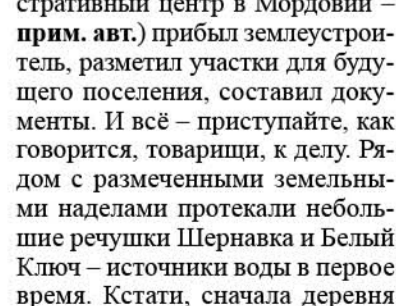 стративный центр в Мордовии –
прим. авт.) прибыл землеустрои-
тель, разметил участки для буду-
щего поселения, составил доку-
менты. И всё – приступайте, как
говорится, товарищи, к делу. Ря-
дом с размеченными земельны-
ми наделами протекали неболь-
шие речушки Шернавка и Белый
Ключ – источники воды в первое
время. Кстати, сначала деревня